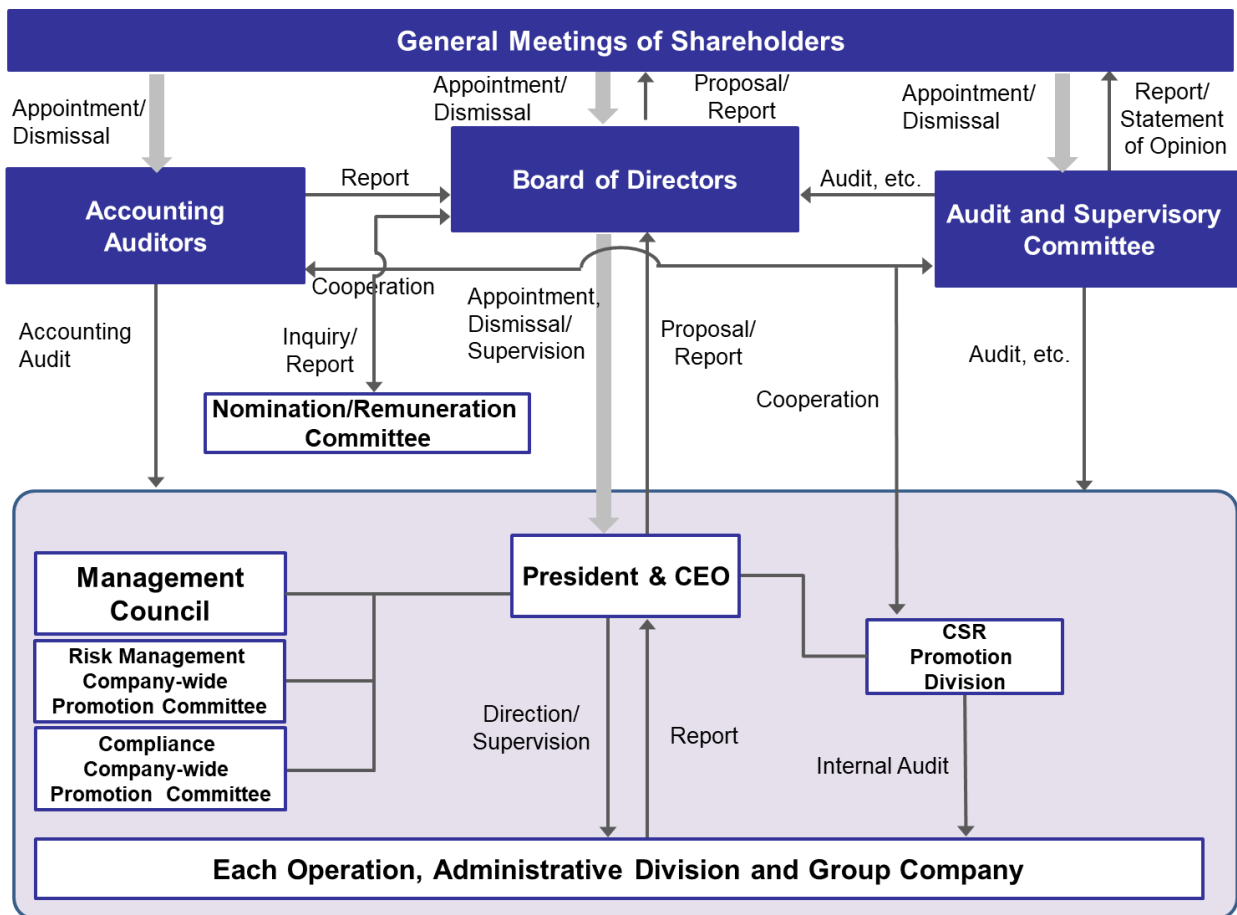 General Meetings of Shareholders
Appointment/
Dismissal
Appointment/
Dismissal
Proposal/
Report
Appointment/
Dismissal
Report/
Statement
of Opinion
Accounting
Auditors
Report
Board of Directors
Audit, etc.
Audit and Supervisory
Committee
Cooperation
Accounting
Audit
Inquiry/
Report
Appointment,
Dismissal/
Supervision
Proposal/
Report
Audit, etc.
Cooperation
Nomination/Remuneration
Committee
Management
Council
President & CEO
Risk Management
Company-wide
Promotion Committee
CSR
Promotion
Division
Compliance
Company-wide
Promotion Committee
Direction/
Supervision
Report
Internal Audit
Each Operation, Administrative Division and Group Company